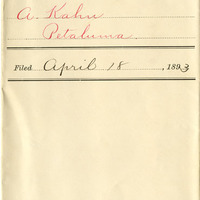 A. Kahn
Petaluma.
Filed April 18, 1893